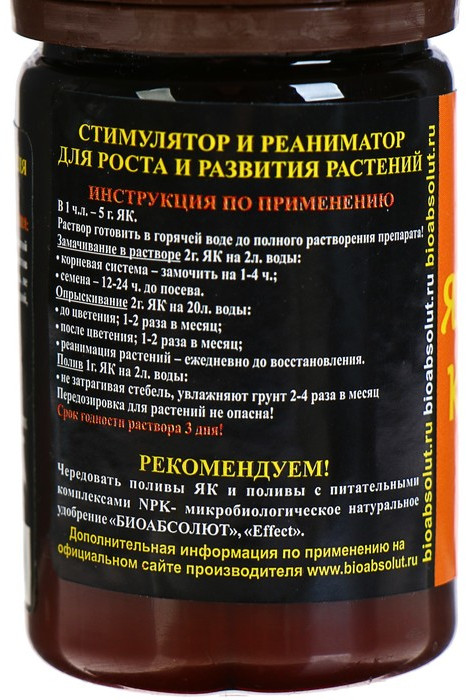 СТИМУЛЯТОР И РЕАНИМАТОР
ДЛЯ РОСТА И РАЗВИТИЯ РАСТЕНИЙ
ИНСТРУКЦИЯ ПО ПРИМЕНЕНИЮ
В 1 ч.л. – 5 г. ЯК.
Раствор готовить в горячей воде до полного растворения препарата!
Замачивание в растворе 2г. ЯК на 2л. воды:
• корневая система – замочить на 1-4 ч.;
• семена – 12-24 ч. до посева.
Опрыскивание 2г. ЯК на 20л. воды:
• до цветения; 1-2 раза в месяц;
• после цветения; 1-2 раза в месяц;
• реанимация растений – ежедневно до восстановления.
Полив 1г. ЯК на 2л. воды:
• не затрагивая стебель, увлажняют грунт 2-4 раза в месяц
Передозировка для растений не опасна!
Срок годности раствора 3 дня!
РЕКОМЕНДУЕМ!
Чередовать поливы ЯК и поливы с питательными
комплексами NPK- микробиологическое натуральное
удобрение «БИОАБСОЛЮТ», «Effect».
Дополнительная информация по применению на
официальном сайте производителя www.bioabsolut.ru
bioabsolut.ru bioabsolut.ru bioabsolut.ru
Я